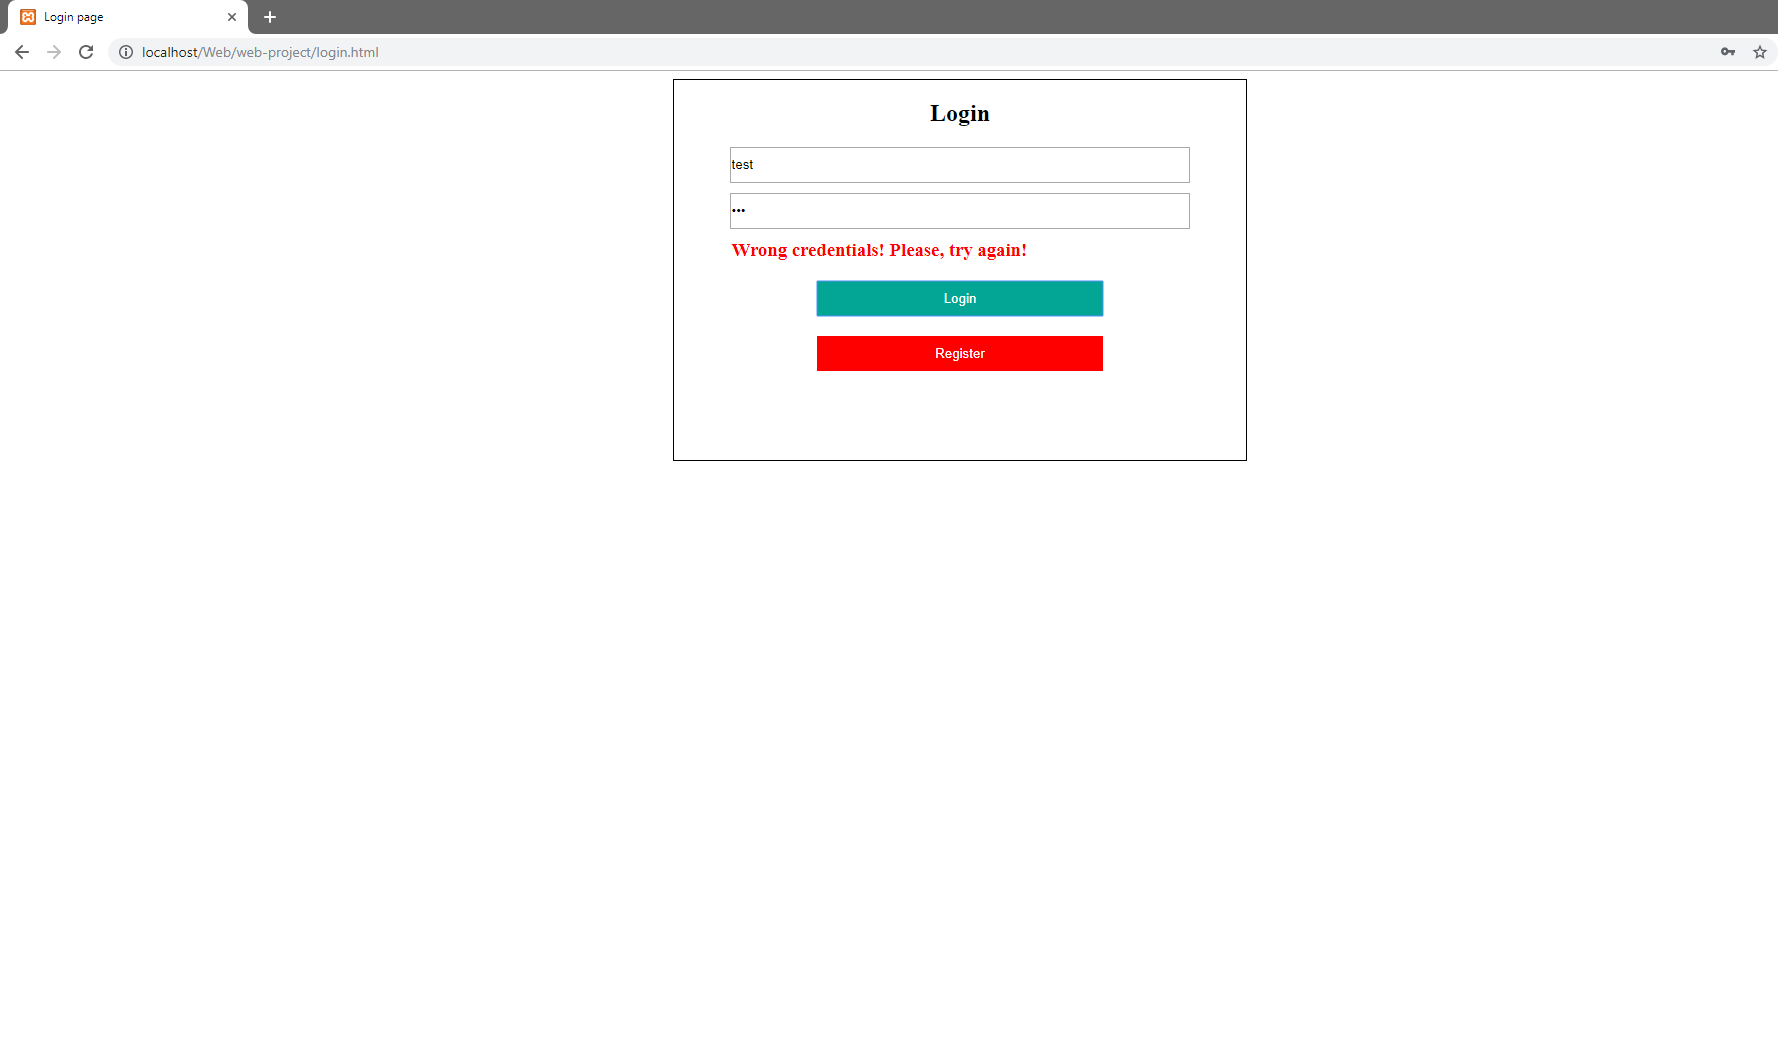 Login page
localhost/Web/web-project/login.html
Login
test
•••
Wrong credentials! Please, try again!
Login
Register